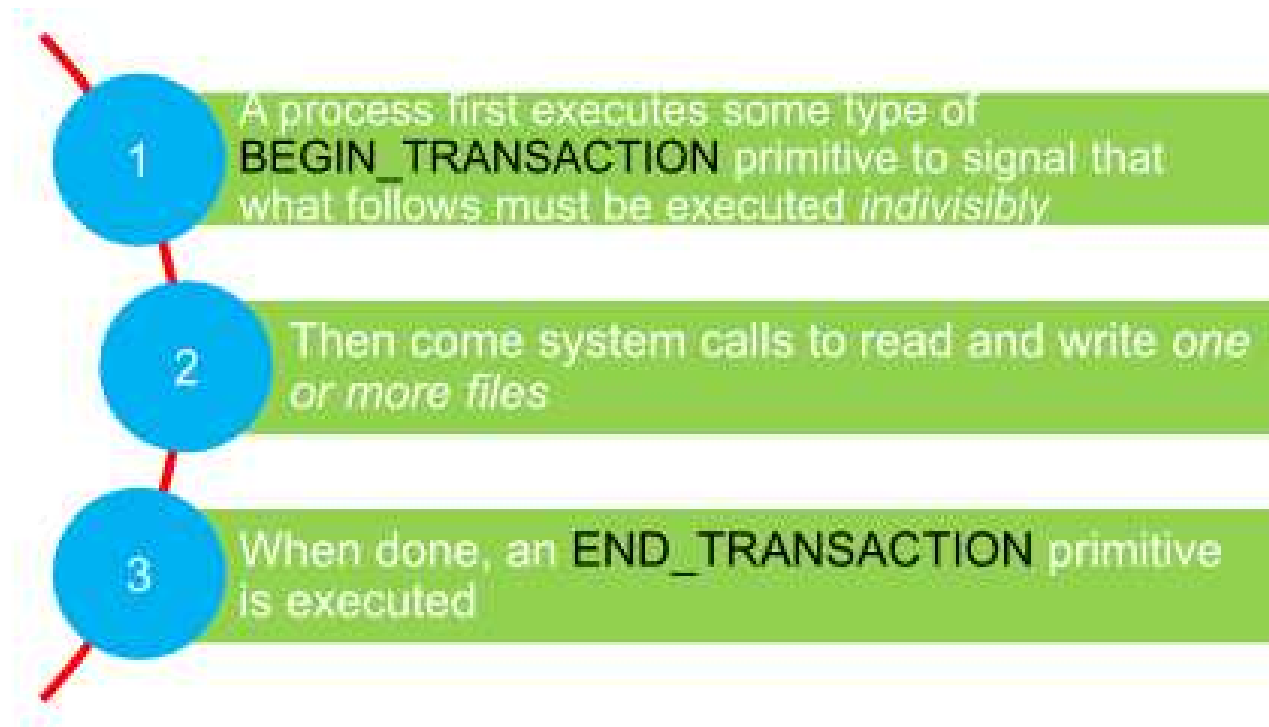 1
A process first executes some type of
BEGIN_TRANSACTION primitive to signal that
what follows must be executed indivisibly
2
Then come system calls to read and write one
or more files
3
When done, an END_TRANSACTION primitive
is executed